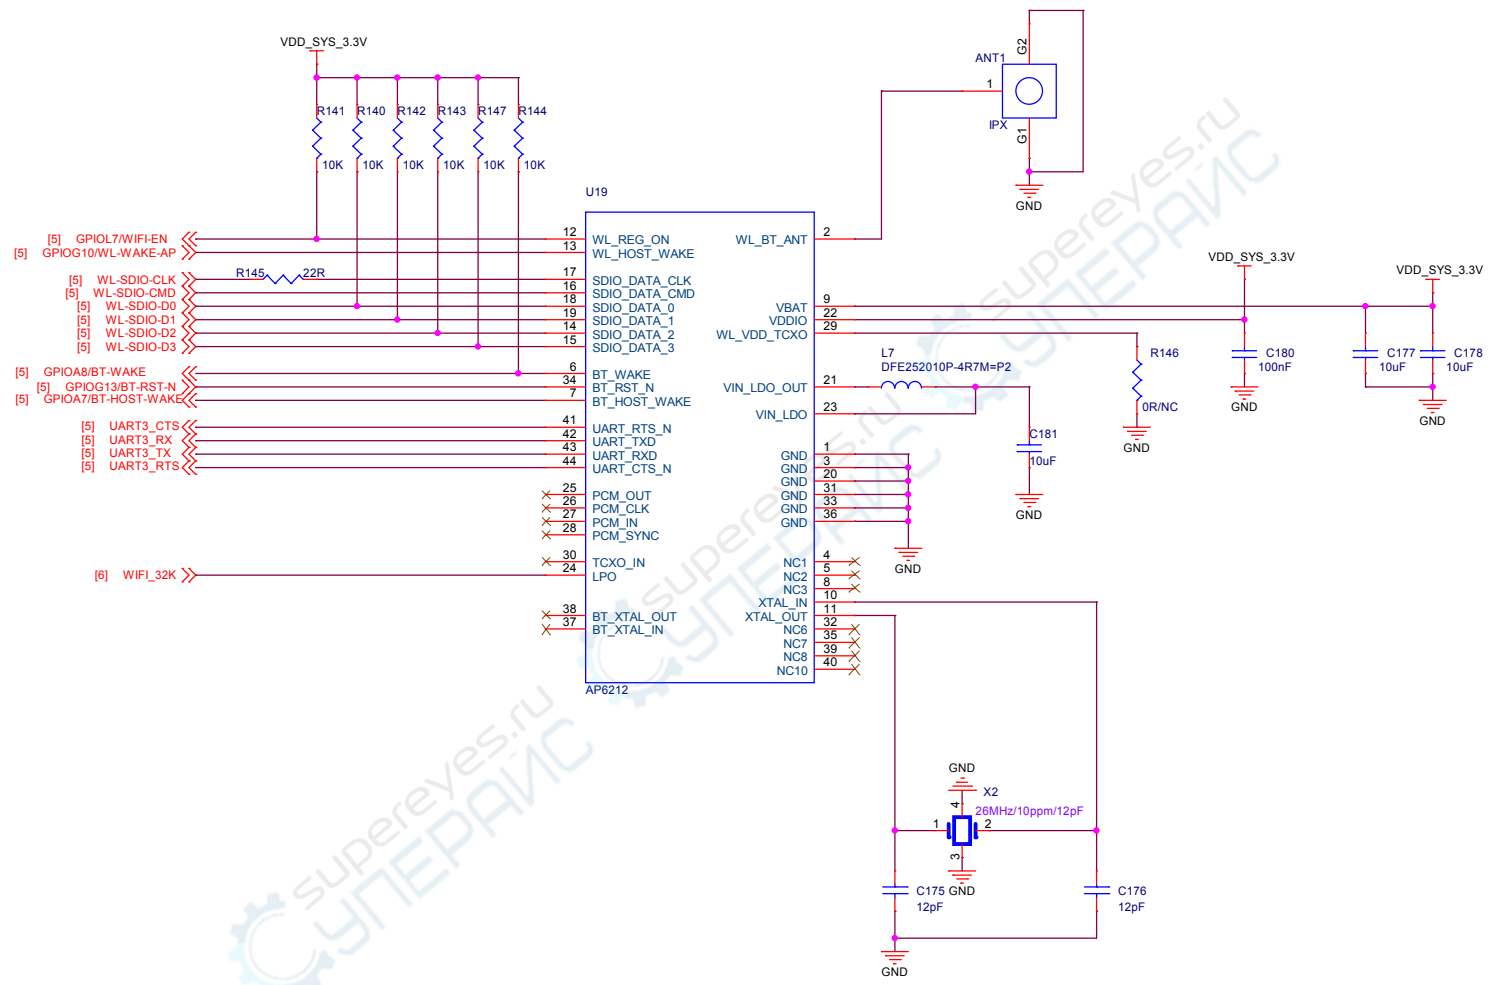 VDD_SYS_3.3V
R141 R140 R142 R143 R147 R144
10K 10K 10K 10K 10K 10K
ANT1
G2
1
IPX
G1
GND
U19
[5] GPIOL7/WIFI-EN 12 WL_REG_ON
[5] GPIOG10/WL-WAKE-AP 13 WL_HOST_WAKE
[5] WL-SDIO-CLK R145 22R 17 SDIO_DATA_CLK
[5] WL-SDIO-CMD 16 SDIO_DATA_CMD
[5] WL-SDIO-D0 18 SDIO_DATA_0
[5] WL-SDIO-D1 19 SDIO_DATA_1
[5] WL-SDIO-D2 14 SDIO_DATA_2
[5] WL-SDIO-D3 15 SDIO_DATA_3
[5] GPIOA8/BT-WAKE 6 BT_WAKE
[5] GPIOG13/BT-RST-N 34 BT_RST_N
[5] GPIOA7/BT-HOST-WAKE 7 BT_HOST_WAKE
[5] UART3_CTS 41 UART_RTS_N
[5] UART3_RX 42 UART_TXD
[5] UART3_TX 43 UART_RXD
[5] UART3_RTS 44 UART_CTS_N
25 PCM_OUT
26 PCM_CLK
27 PCM_IN
28 PCM_SYNC
30 TCXO_IN
[6] WIFI_32K 24 LPO
38 BT_XTAL_OUT
37 BT_XTAL_IN
AP6212
WL_BT_ANT 2
VBAT 9
VDDIO 22
WL_VDD_TCXO 29
VIN_LDO_OUT 21
VIN_LDO 23
GND 1
GND 3
GND 20
GND 31
GND 33
GND 36
NC1 4
NC2 5
NC3 8
XTAL_IN 10
XTAL_OUT 11
NC6 32
NC7 35
NC8 39
NC10 40
L7
DFE252010P-4R7M=P2
C181
10uF
GND
GND
R146
0R/NC
GND
VDD_SYS_3.3V
C180
100nF
GND
VDD_SYS_3.3V
C177
10uF
C178
10uF
GND
GND
X2
26MHz/10ppm/12pF
4
1 2
3
GND
C175
12pF
C176
12pF
GND
supereyes.ru
СУПЕРАЙС
supereyes.ru
СУПЕРАЙС
supereyes.ru
СУПЕРАЙС